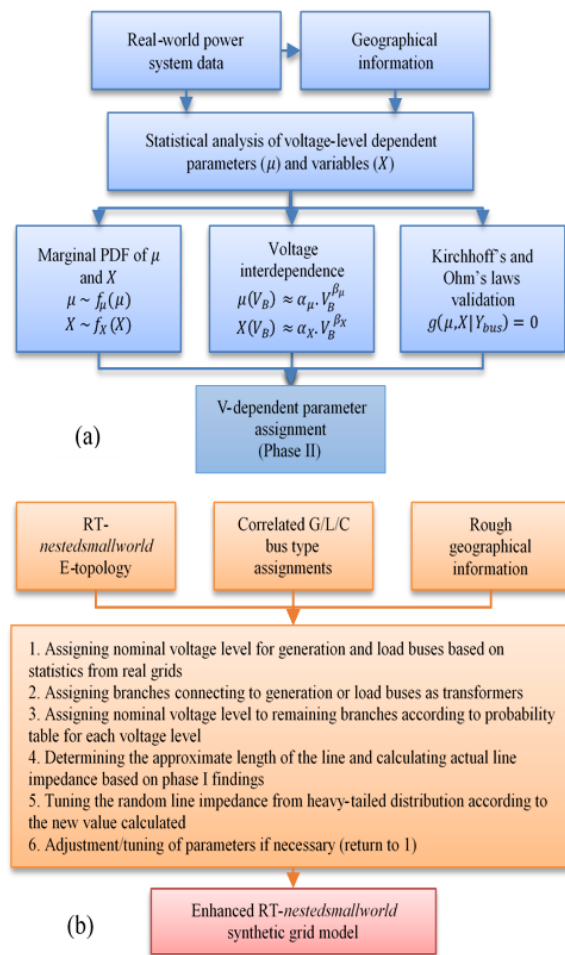 Real-world power
system data
Geographical
information
Statistical analysis of voltage-level dependent
parameters (μ) and variables (X)
Marginal PDF of μ
and X
μ ~ f_μ(μ)
X ~ f_X(X)
Voltage
interdependence
μ(V_B) ≈ α_μ. V_B^{β_μ}
X(V_B) ≈ α_X. V_B^{β_X}
Kirchhoff's and
Ohm's laws
validation
g(μ,X|Y_{bus}) = 0
V-dependent parameter
assignment
(Phase II)
(a)
RT-
nestedsmallworld
E-topology
Correlated G/L/C
bus type
assignments
Rough
geographical
information
1. Assigning nominal voltage level for generation and load buses based on
statistics from real grids
2. Assigning branches connecting to generation or load buses as transformers
3. Assigning nominal voltage level to remaining branches according to probability
table for each voltage level
4. Determining the approximate length of the line and calculating actual line
impedance based on phase I findings
5. Tuning the random line impedance from heavy-tailed distribution according to
the new value calculated
6. Adjustment/tuning of parameters if necessary (return to 1)
Enhanced RT-nestedsmallworld
synthetic grid model
(b)